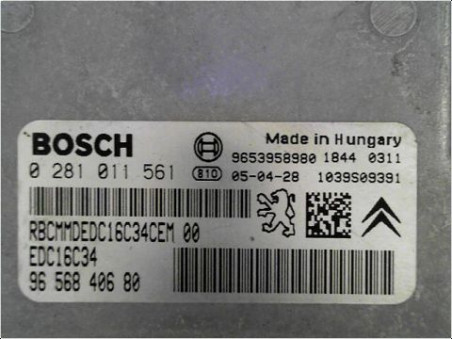 BOSCH
Made in Hungary
9653958980 1844 0311
0 281 011 561 B10 05-04-28 1039S09391
RBCMMDEDC16C34CEM 00
EDC16C34
96 568 406 80